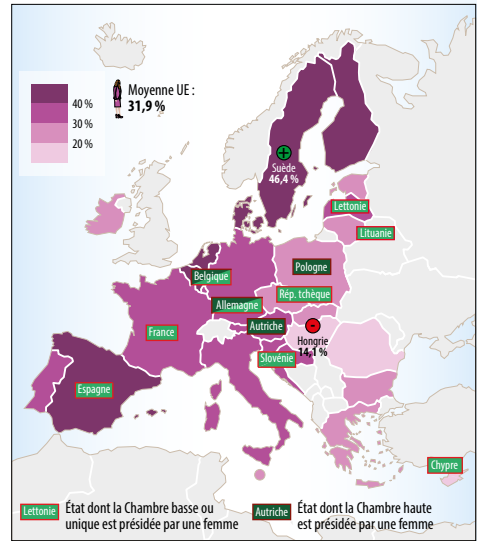 40 %
30 %
20 %
Moyenne UE :
31,9 %
+
Suède
46,4 %
Lettonie
Lituanie
Belgique
Pologne
Allemagne
Rép. tchèque
France
Autriche
-
Hongrie
14,1 %
Slovénie
Espagne
Chypre
Lettonie
État dont la Chambre basse ou
unique est présidée par une femme
Autriche
État dont la Chambre haute
est présidée par une femme